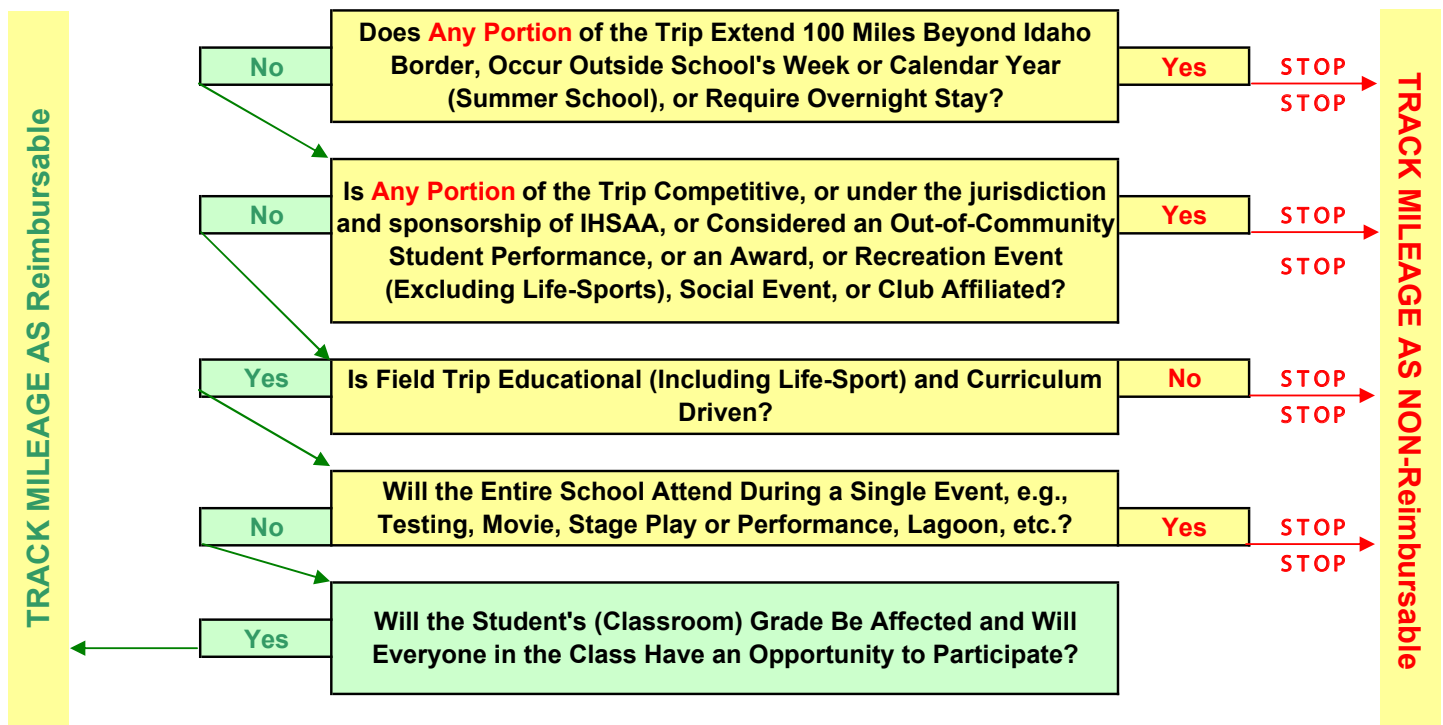 TRACK MILEAGE AS Reimbursable
Does Any Portion of the Trip Extend 100 Miles Beyond Idaho
Border, Occur Outside School's Week or Calendar Year
(Summer School), or Require Overnight Stay?
No
Yes
STOP
STOP
Is Any Portion of the Trip Competitive, or under the jurisdiction
and sponsorship of IHSAA, or Considered an Out-of-Community
Student Performance, or an Award, or Recreation Event
(Excluding Life-Sports), Social Event, or Club Affiliated?
No
Yes
STOP
STOP
Is Field Trip Educational (Including Life-Sport) and Curriculum
Driven?
Yes
No
STOP
STOP
Will the Entire School Attend During a Single Event, e.g.,
Testing, Movie, Stage Play or Performance, Lagoon, etc.?
No
Yes
STOP
STOP
Will the Student's (Classroom) Grade Be Affected and Will
Everyone in the Class Have an Opportunity to Participate?
Yes
TRACK MILEAGE AS NON-Reimbursable